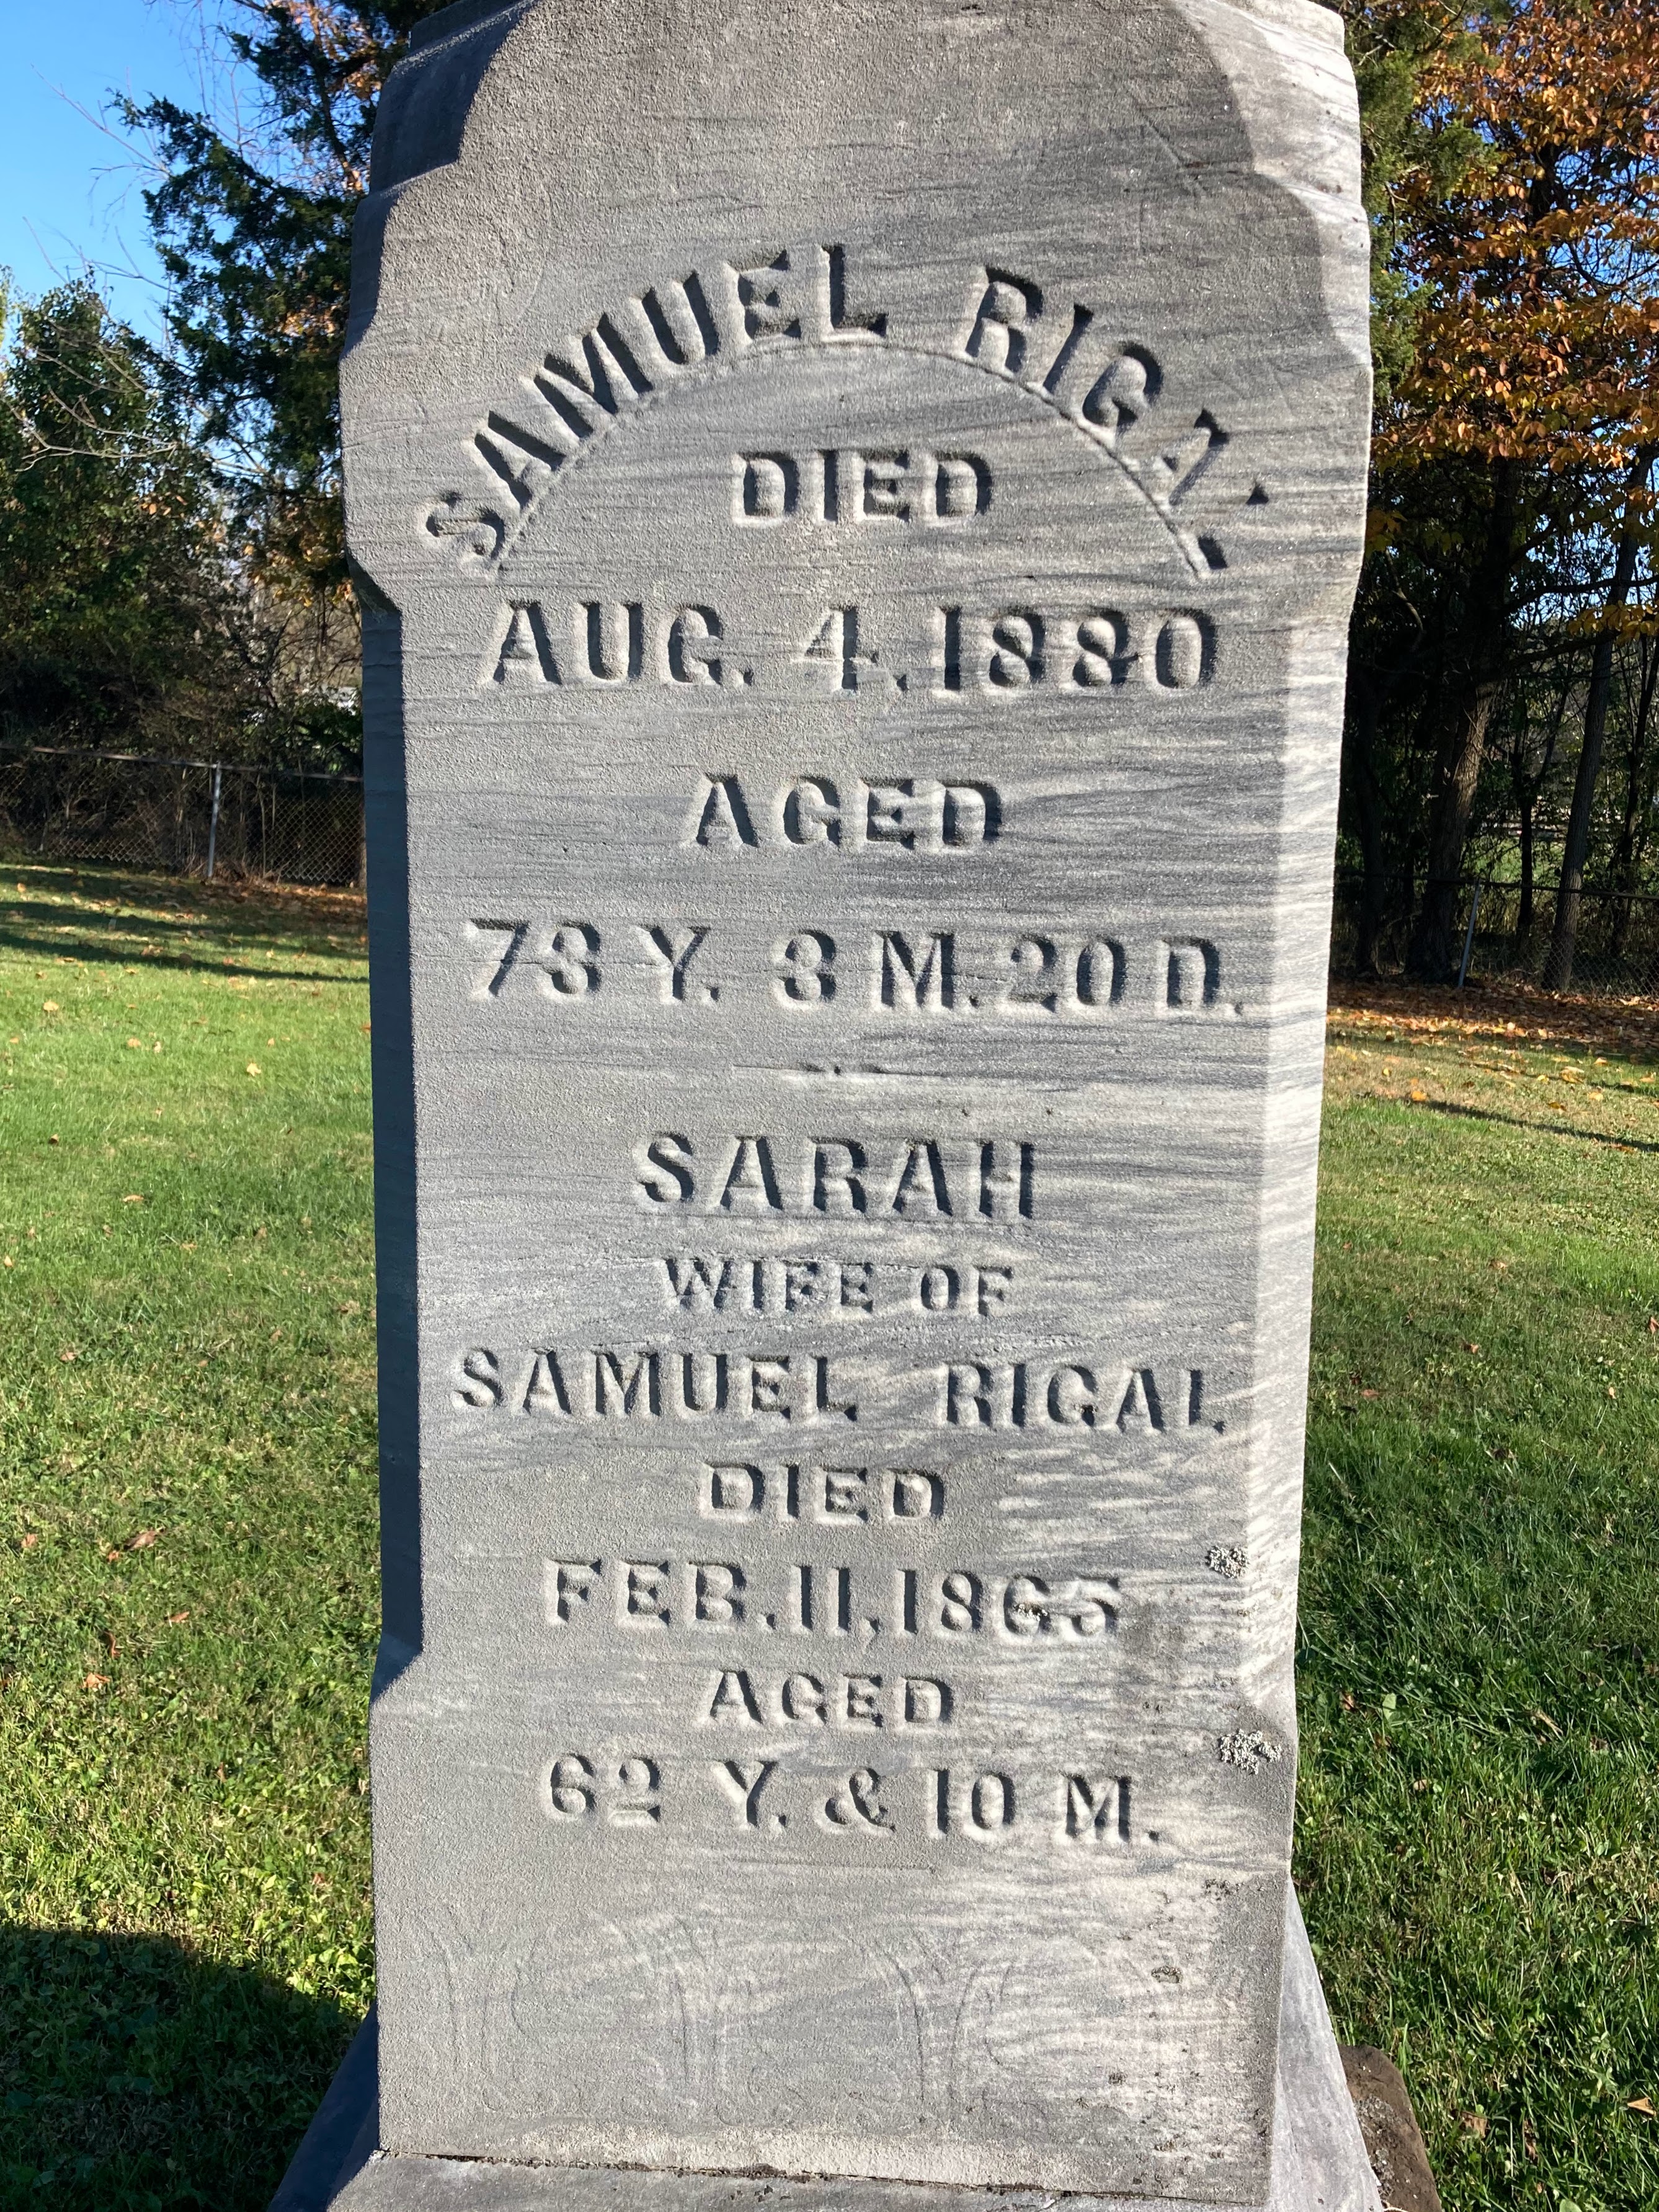 SAMUEL RIGAL
DIED
AUG. 4, 1880
AGED
73 Y. 3 M. 20 D.
SARAH
WIFE OF
SAMUEL RIGAL
DIED
FEB. 11, 1865
AGED
62 Y. & 10 M.